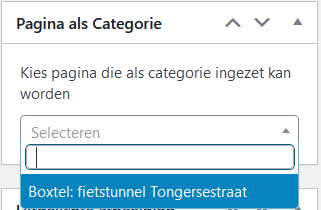 Pagina als Categorie
Kies pagina die als categorie ingezet kan
worden
Selecteren
Boxtel: fietstunnel Tongersestraat